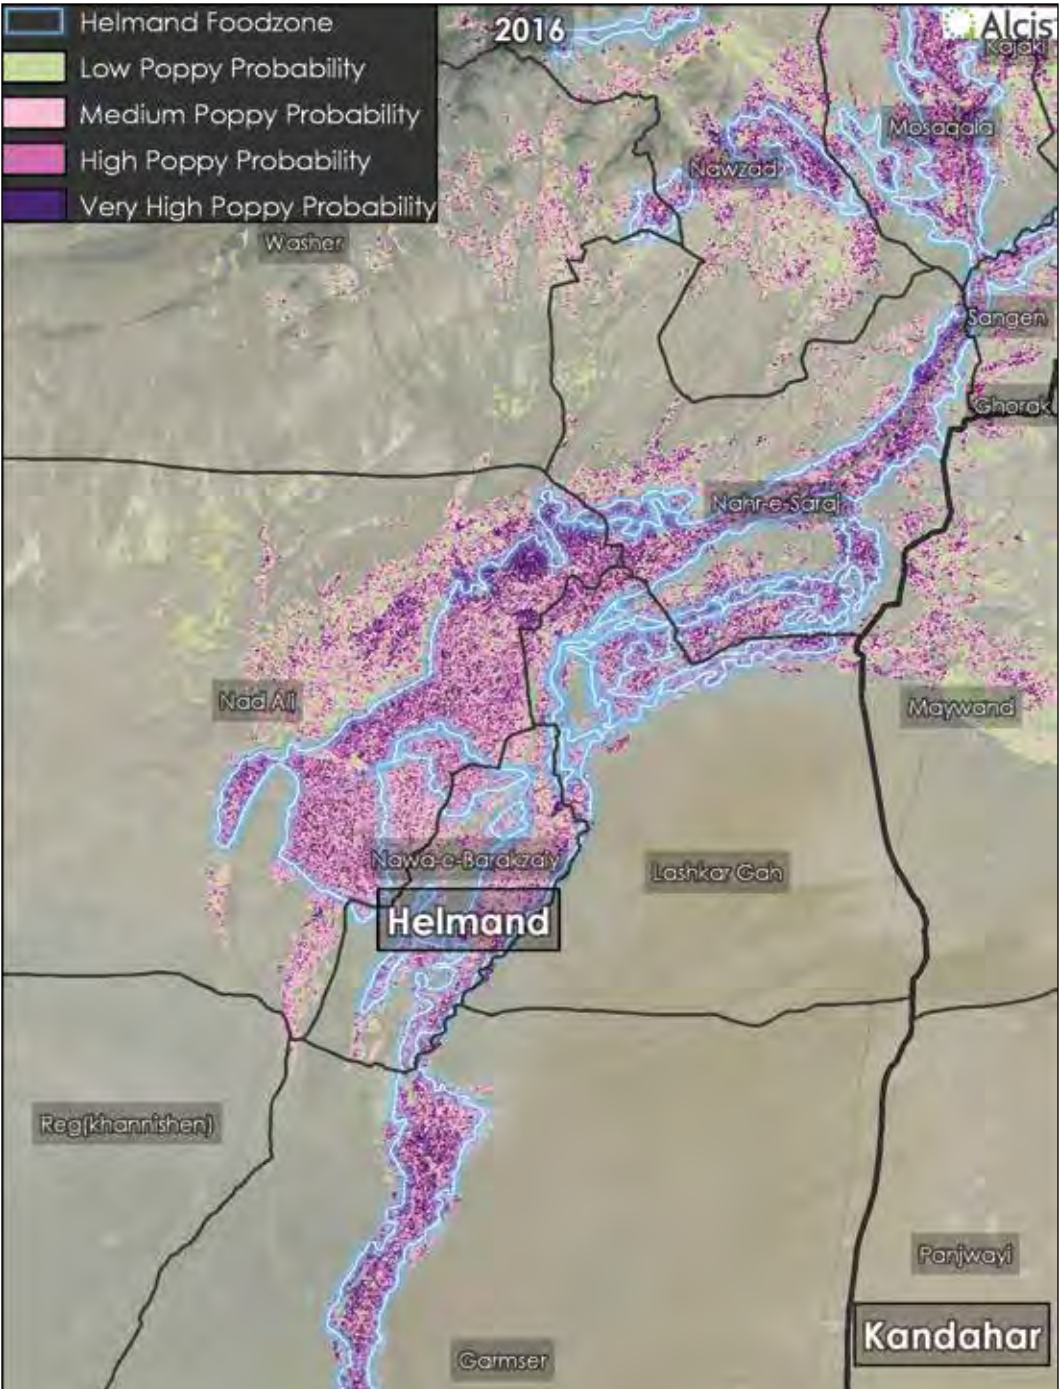 Helmand Foodzone
Low Poppy Probability
Medium Poppy Probability
High Poppy Probability
Very High Poppy Probability
2016
Alcis
Kajaki
Mosaqala
Nawzad
Washer
Sangen
Ghorak
Nahr-e-Saraj
Nad Ali
Maywand
Nawa-e-Barakzaiy
Lashkar Gah
Helmand
Reg(khannishen)
Panjwayi
Kandahar
Garmser